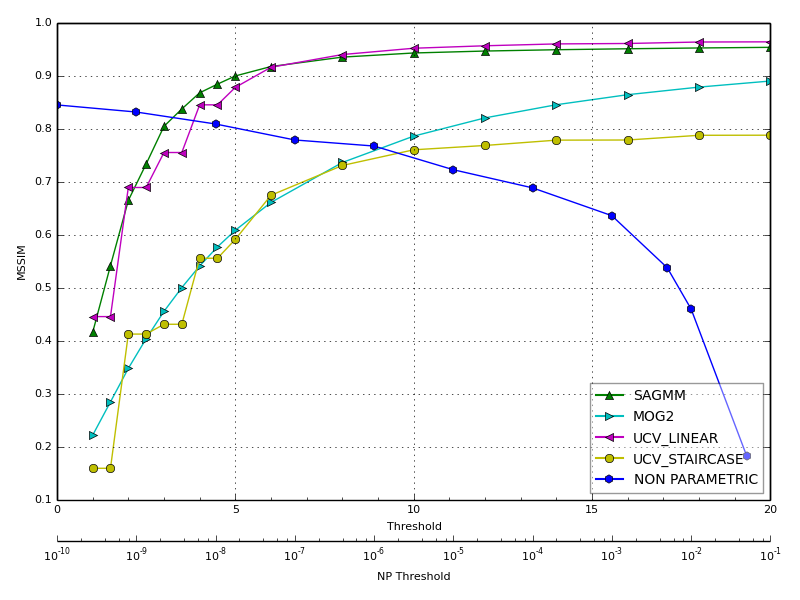 1.0
0.9
0.8
0.7
0.6
0.5
0.4
0.3
0.2
0.1
MSSIM
SAGMM
MOG2
UCV_LINEAR
UCV_STAIRCASE
NON PARAMETRIC
0 5 10 15 20
Threshold
10^-10 10^-9 10^-8 10^-7 10^-6 10^-5 10^-4 10^-3 10^-2 10^-1
NP Threshold